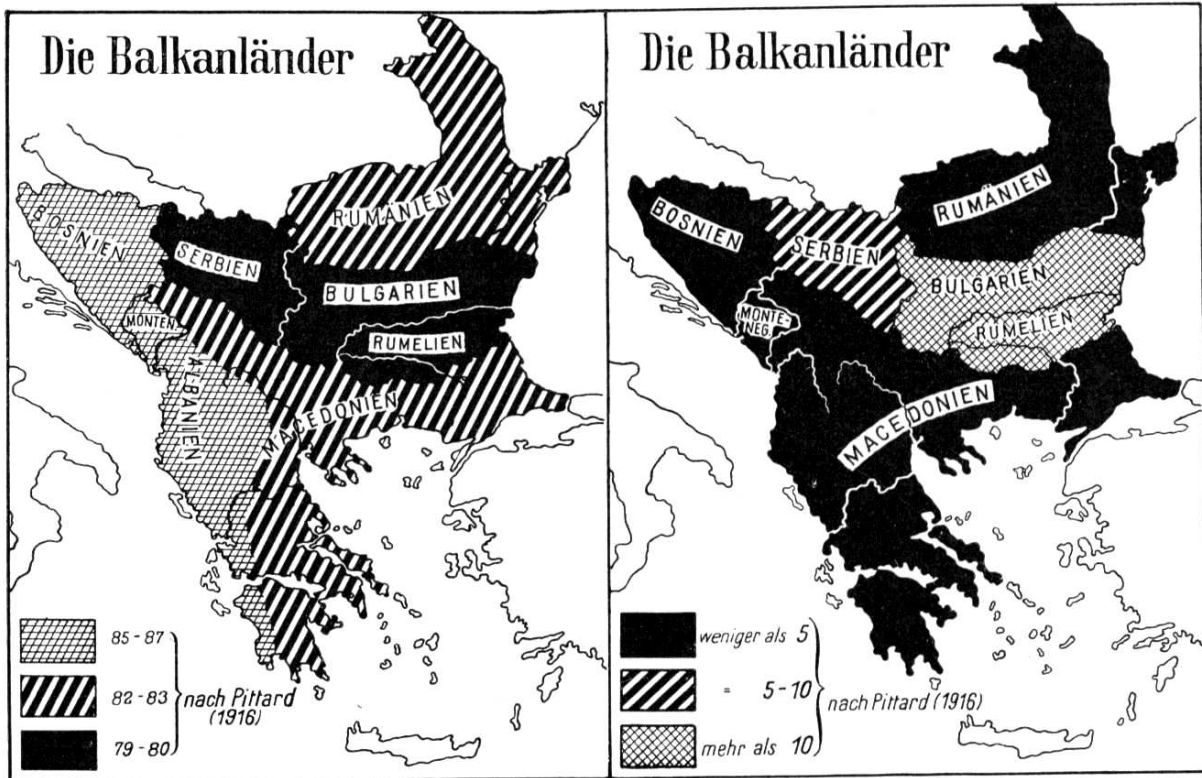 Die Balkanländer
RUMÄNIEN
BOSNIEN
SERBIEN
BULGARIEN
MONTEN.
RUMELIEN
ALBANIEN
MACEDONIEN
85-87
82-83
79-80
nach Pittard
(1916)
Die Balkanländer
RUMÄNIEN
BOSNIEN
SERBIEN
BULGARIEN
MONTE-
NEG.
RUMELIEN
MACEDONIEN
weniger als 5
= 5-10
mehr als 10
nach Pittard (1916)